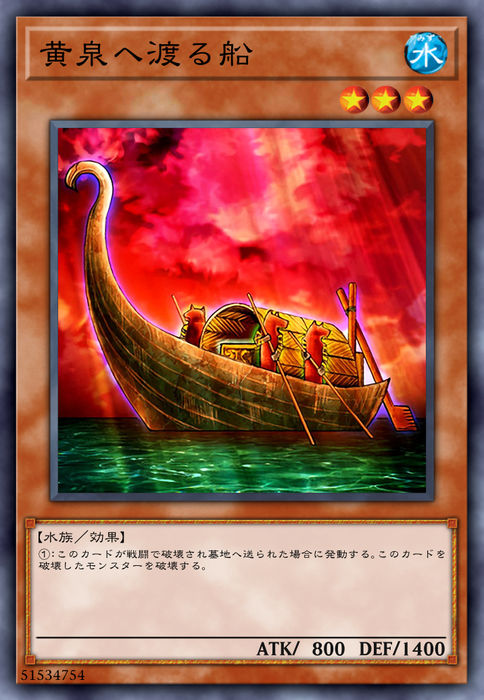 黄泉へ渡る船
みず
水
【水族／効果】
①：このカードが戦闘で破壊され墓地へ送られた場合に発動する。このカードを
破壊したモンスターを破壊する。
ATK/ 800 DEF/1400
51534754